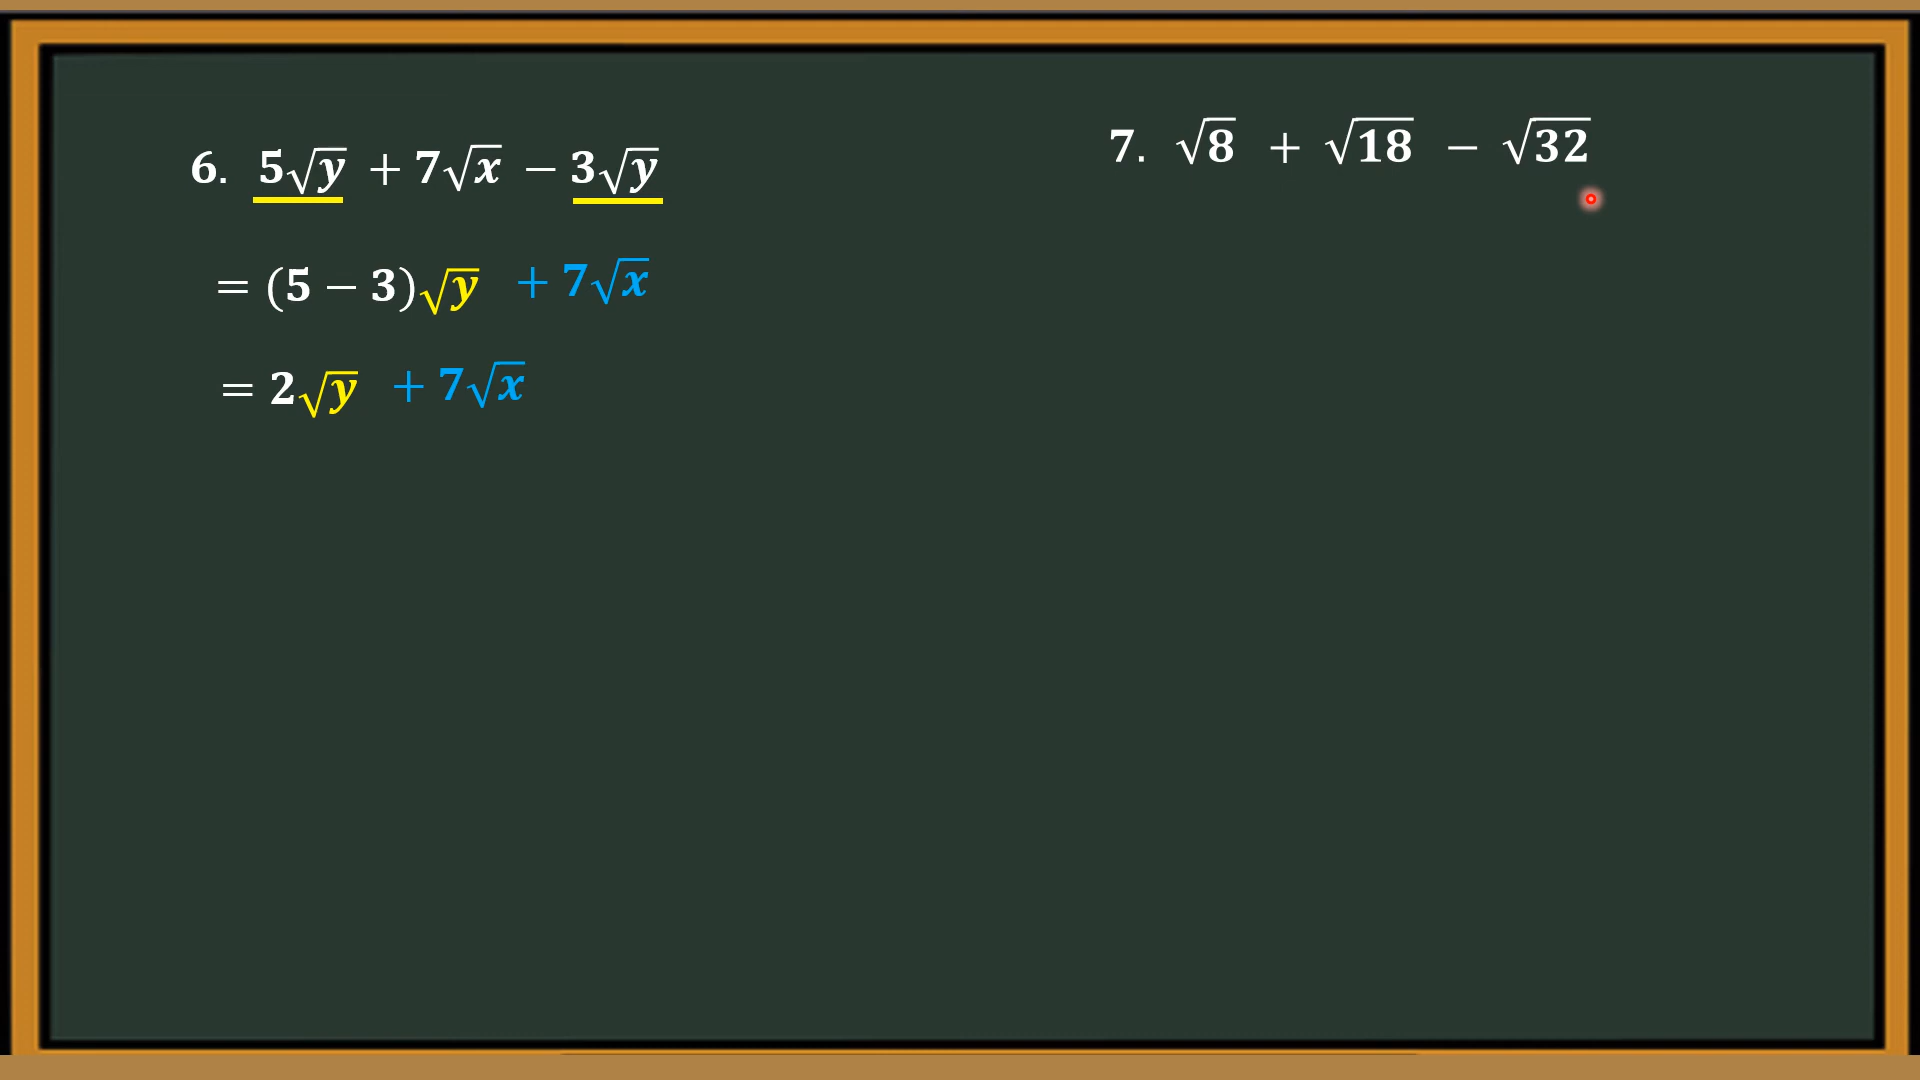 6. 5√y + 7√x − 3√y
= (5 − 3)√y + 7√x
= 2√y + 7√x
7. √8 + √18 − √32